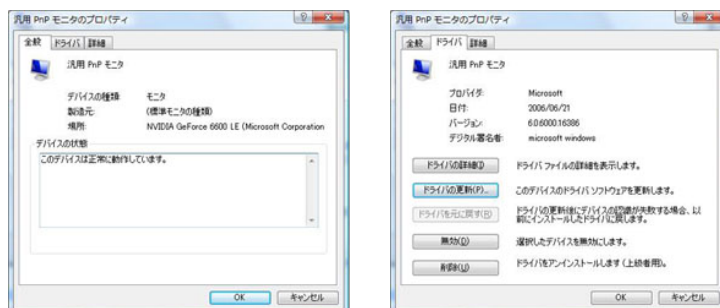 汎用 PnP モニタのプロパティ
全般 ドライバ 詳細
汎用 PnP モニタ
デバイスの種類: モニタ
製造元: (標準モニタの種類)
場所: NVIDIA GeForce 6600 LE (Microsoft Corporation
デバイスの状態
このデバイスは正常に動作しています。
OK キャンセル
汎用 PnP モニタのプロパティ
全般 ドライバ 詳細
汎用 PnP モニタ
プロバイダ: Microsoft
日付: 2006/06/21
バージョン: 6.0.6000.16386
デジタル署名者: microsoft windows
ドライバの詳細(D) ドライバ ファイルの詳細を表示します。
ドライバの更新(P)... このデバイスのドライバ ソフトウェアを更新します。
ドライバを元に戻す(R) ドライバの更新後にデバイスの認識が失敗する場合、以
前にインストールしたドライバに戻します。
無効(D) 選択したデバイスを無効にします。
削除(U) ドライバをアンインストールします (上級者用)。
OK キャンセル